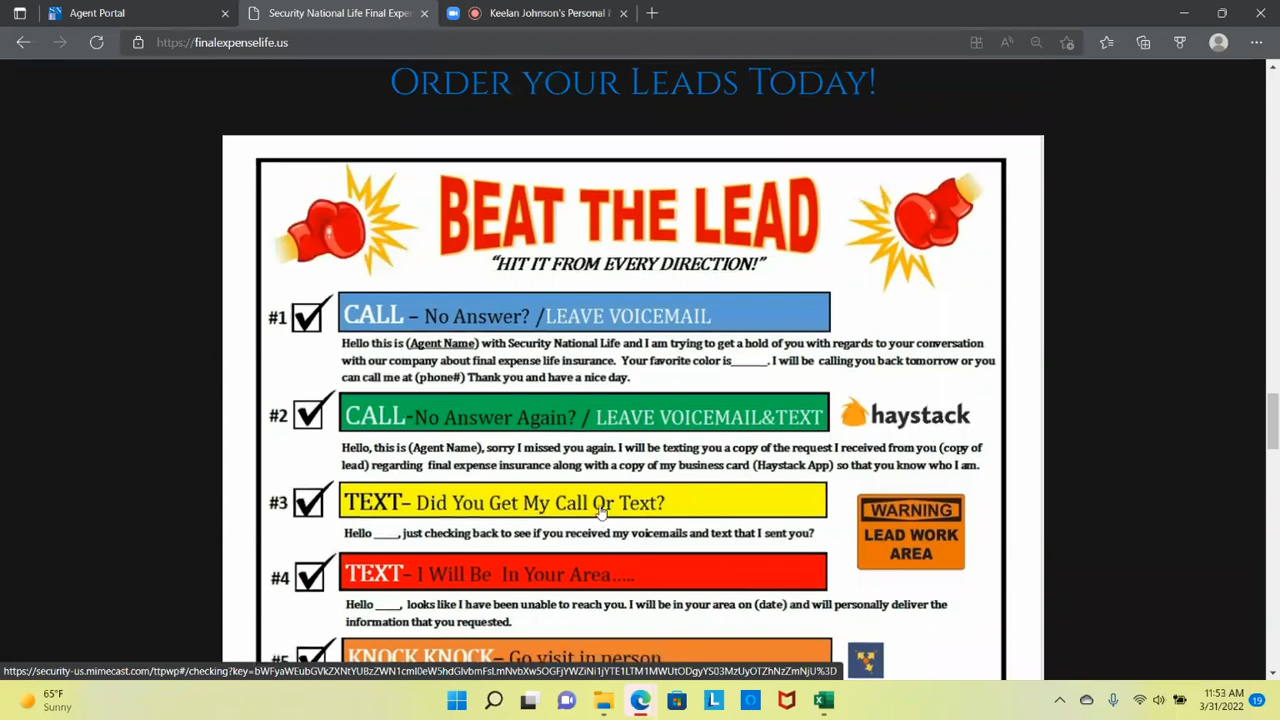 Agent Portal
Security National Life Final Expe
Keelan Johnson's Personal
https://finalexpenselife.us
Order your Leads Today!
BEAT THE LEAD
"HIT IT FROM EVERY DIRECTION!"
#1 CALL – No Answer? /LEAVE VOICEMAIL
Hello this is (Agent Name) with Security National Life and I am trying to get a hold of you with regards to your conversation
with our company about final expense life insurance. Your favorite color is______. I will be calling you back tomorrow or you
can call me at (phone#) Thank you and have a nice day.
#2 CALL-No Answer Again? / LEAVE VOICEMAIL&TEXT
haystack
Hello, this is (Agent Name), sorry I missed you again. I will be texting you a copy of the request I received from you (copy of
lead) regarding final expense insurance along with a copy of my business card (Haystack App) so that you know who I am.
#3 TEXT– Did You Get My Call Or Text?
WARNING
LEAD WORK
AREA
Hello ____, just checking back to see if you received my voicemails and text that I sent you?
#4 TEXT– I Will Be In Your Area.....
Hello ____, looks like I have been unable to reach you. I will be in your area on (date) and will personally deliver the
information that you requested.
#5 KNOCK KNOCK– Go visit in person
65°F
Sunny
11:53 AM
3/31/2022
19